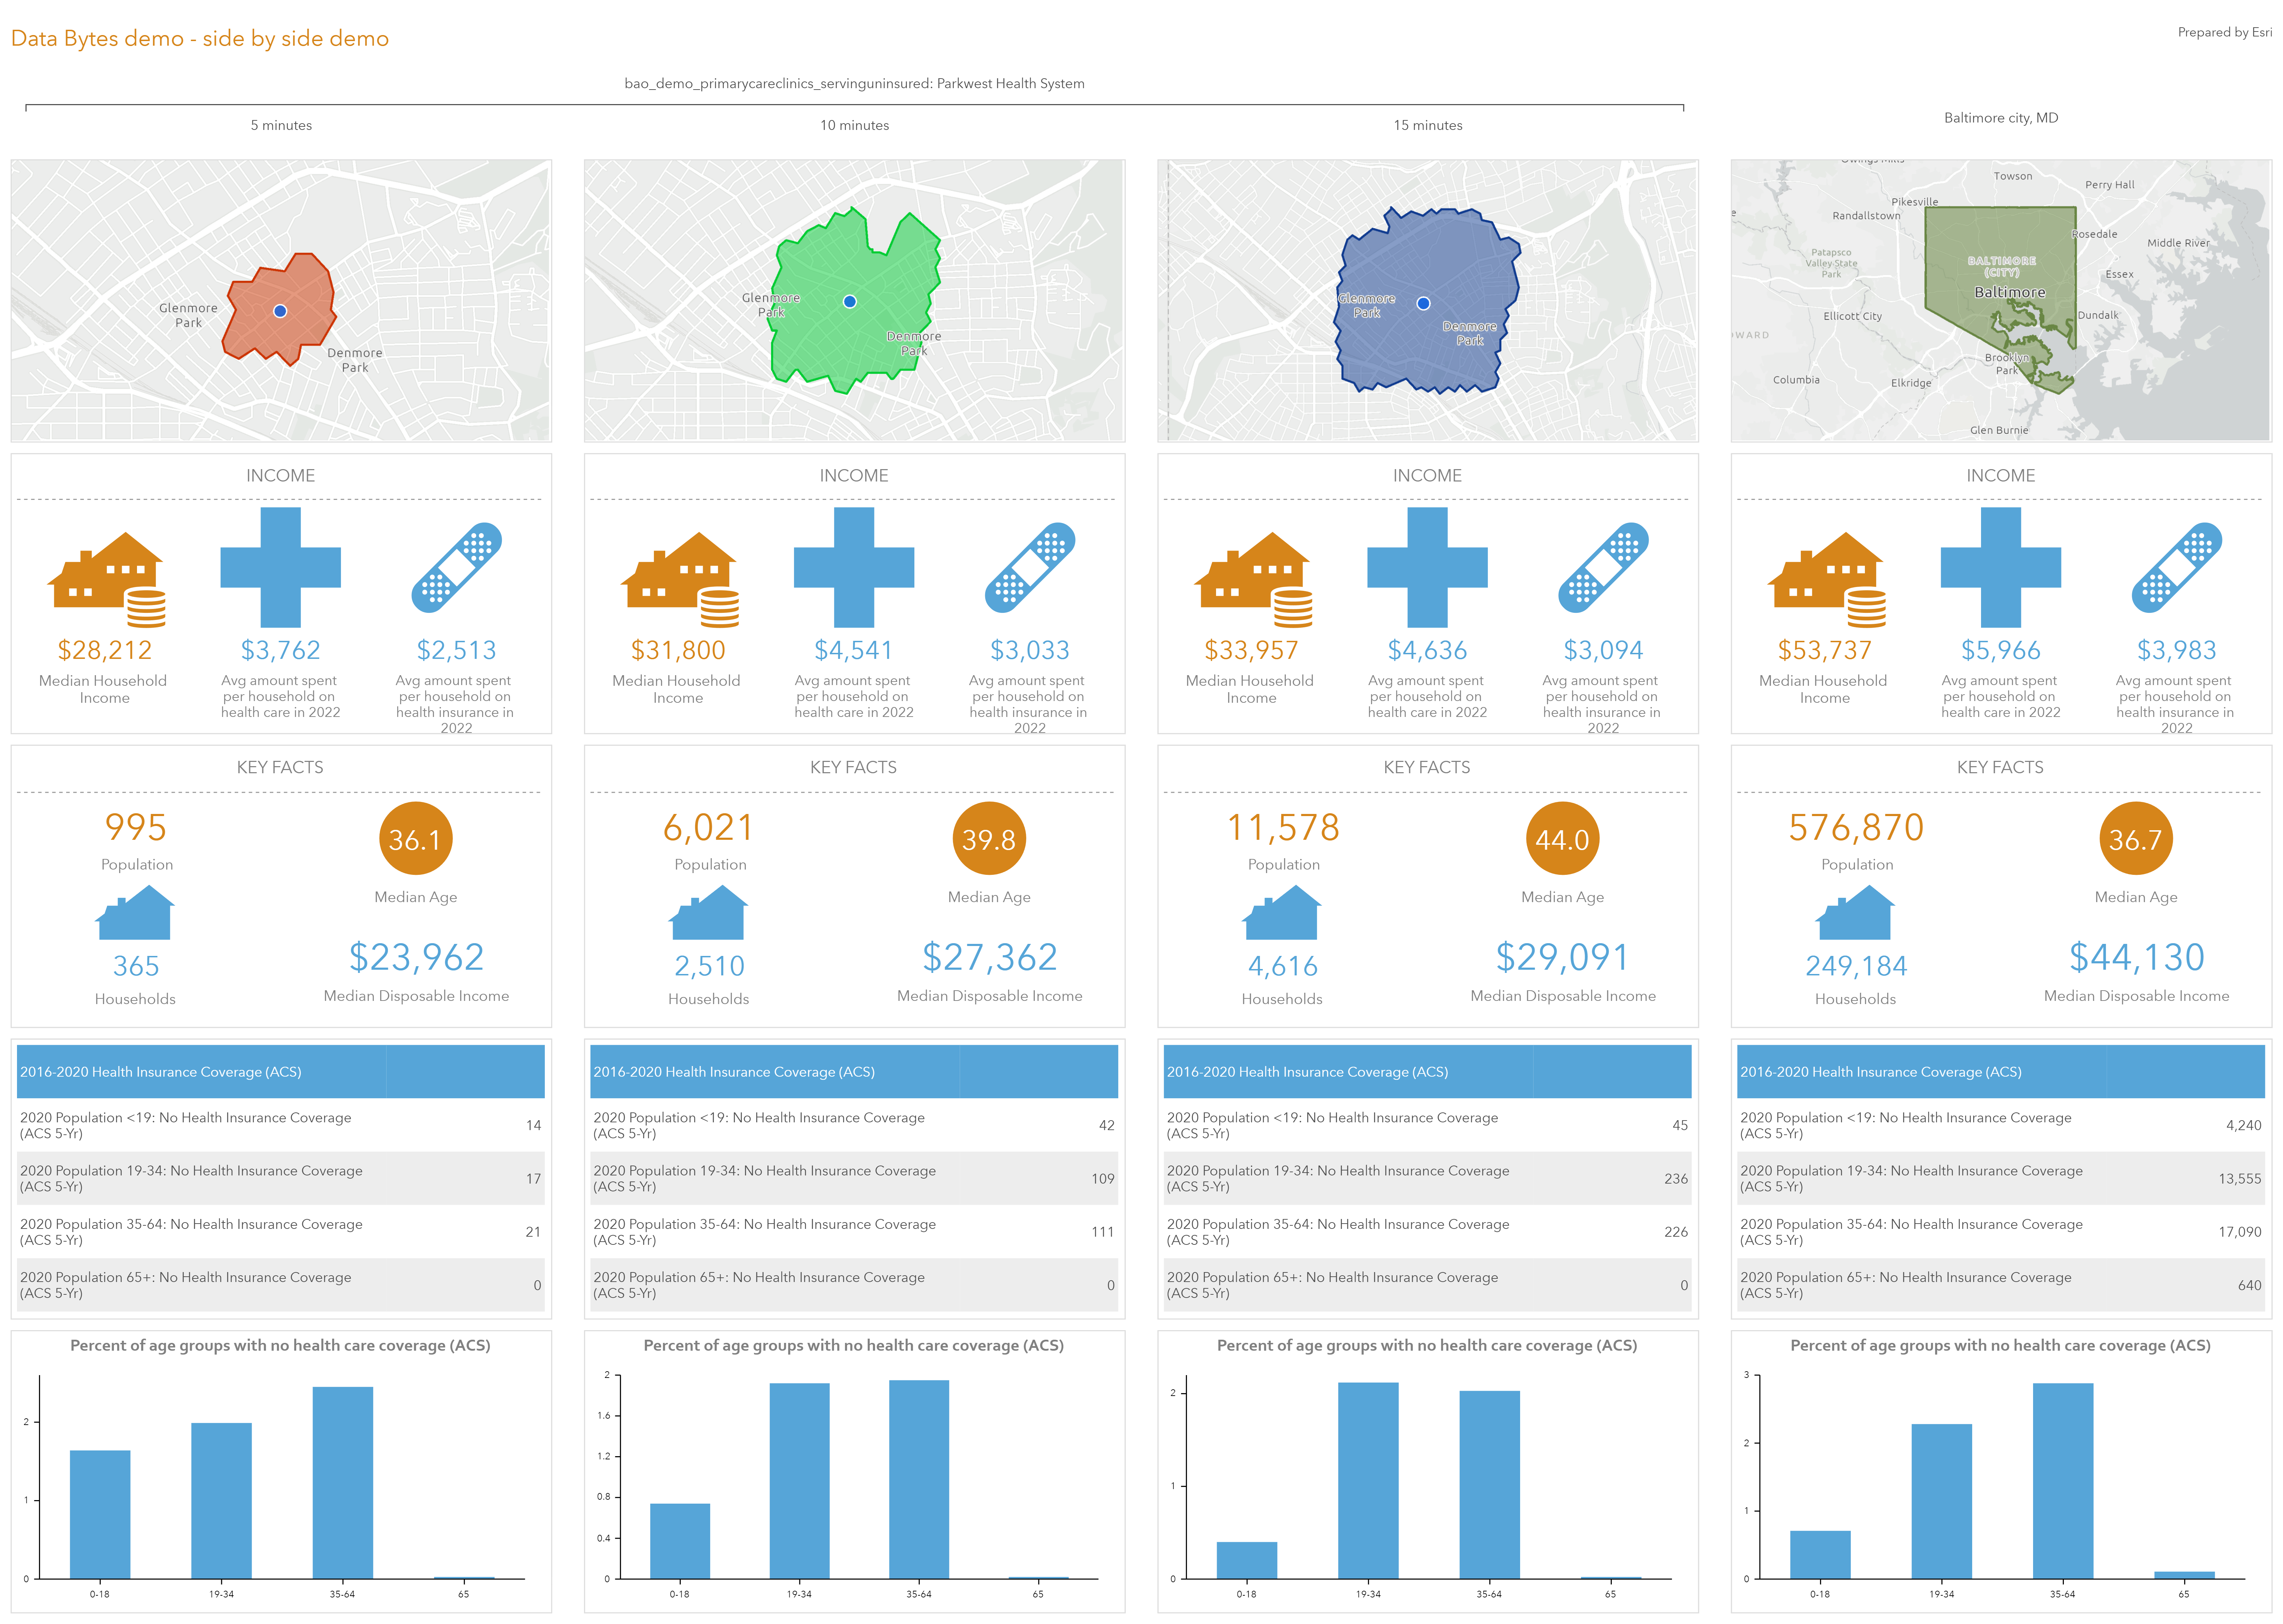 Data Bytes demo - side by side demo
Prepared by Esri
bao_demo_primarycareclinics_servinguninsured: Parkwest Health System
5 minutes
10 minutes
15 minutes
Baltimore city, MD
Glenmore
Park
Denmore
Park
Glenmore
Park
Denmore
Park
Glenmore
Park
Denmore
Park
Owings Mills
Towson
Perry Hall
Pikesville
Randallstown
Rosedale
Middle River
Patapsco
Valley State
Park
BALTIMORE
(CITY)
Essex
Baltimore
Ellicott City
Dundalk
WARD
Brooklyn
Park
Columbia
Elkridge
Glen Burnie
INCOME
$28,212
Median Household
Income
$3,762
Avg amount spent
per household on
health care in 2022
$2,513
Avg amount spent
per household on
health insurance in
2022
INCOME
$31,800
Median Household
Income
$4,541
Avg amount spent
per household on
health care in 2022
$3,033
Avg amount spent
per household on
health insurance in
2022
INCOME
$33,957
Median Household
Income
$4,636
Avg amount spent
per household on
health care in 2022
$3,094
Avg amount spent
per household on
health insurance in
2022
INCOME
$53,737
Median Household
Income
$5,966
Avg amount spent
per household on
health care in 2022
$3,983
Avg amount spent
per household on
health insurance in
2022
KEY FACTS
995
Population
36.1
Median Age
365
Households
$23,962
Median Disposable Income
KEY FACTS
6,021
Population
39.8
Median Age
2,510
Households
$27,362
Median Disposable Income
KEY FACTS
11,578
Population
44.0
Median Age
4,616
Households
$29,091
Median Disposable Income
KEY FACTS
576,870
Population
36.7
Median Age
249,184
Households
$44,130
Median Disposable Income
2016-2020 Health Insurance Coverage (ACS)
2020 Population <19: No Health Insurance Coverage
(ACS 5-Yr)
14
2020 Population 19-34: No Health Insurance Coverage
(ACS 5-Yr)
17
2020 Population 35-64: No Health Insurance Coverage
(ACS 5-Yr)
21
2020 Population 65+: No Health Insurance Coverage
(ACS 5-Yr)
0
2016-2020 Health Insurance Coverage (ACS)
2020 Population <19: No Health Insurance Coverage
(ACS 5-Yr)
42
2020 Population 19-34: No Health Insurance Coverage
(ACS 5-Yr)
109
2020 Population 35-64: No Health Insurance Coverage
(ACS 5-Yr)
111
2020 Population 65+: No Health Insurance Coverage
(ACS 5-Yr)
0
2016-2020 Health Insurance Coverage (ACS)
2020 Population <19: No Health Insurance Coverage
(ACS 5-Yr)
45
2020 Population 19-34: No Health Insurance Coverage
(ACS 5-Yr)
236
2020 Population 35-64: No Health Insurance Coverage
(ACS 5-Yr)
226
2020 Population 65+: No Health Insurance Coverage
(ACS 5-Yr)
0
2016-2020 Health Insurance Coverage (ACS)
2020 Population <19: No Health Insurance Coverage
(ACS 5-Yr)
4,240
2020 Population 19-34: No Health Insurance Coverage
(ACS 5-Yr)
13,555
2020 Population 35-64: No Health Insurance Coverage
(ACS 5-Yr)
17,090
2020 Population 65+: No Health Insurance Coverage
(ACS 5-Yr)
640
Percent of age groups with no health care coverage (ACS)
2
1
0
0-18 19-34 35-64 65
Percent of age groups with no health care coverage (ACS)
2
1.6
1.2
0.8
0.4
0
0-18 19-34 35-64 65
Percent of age groups with no health care coverage (ACS)
2
1
0
0-18 19-34 35-64 65
Percent of age groups with no health care coverage (ACS)
3
2
1
0
0-18 19-34 35-64 65